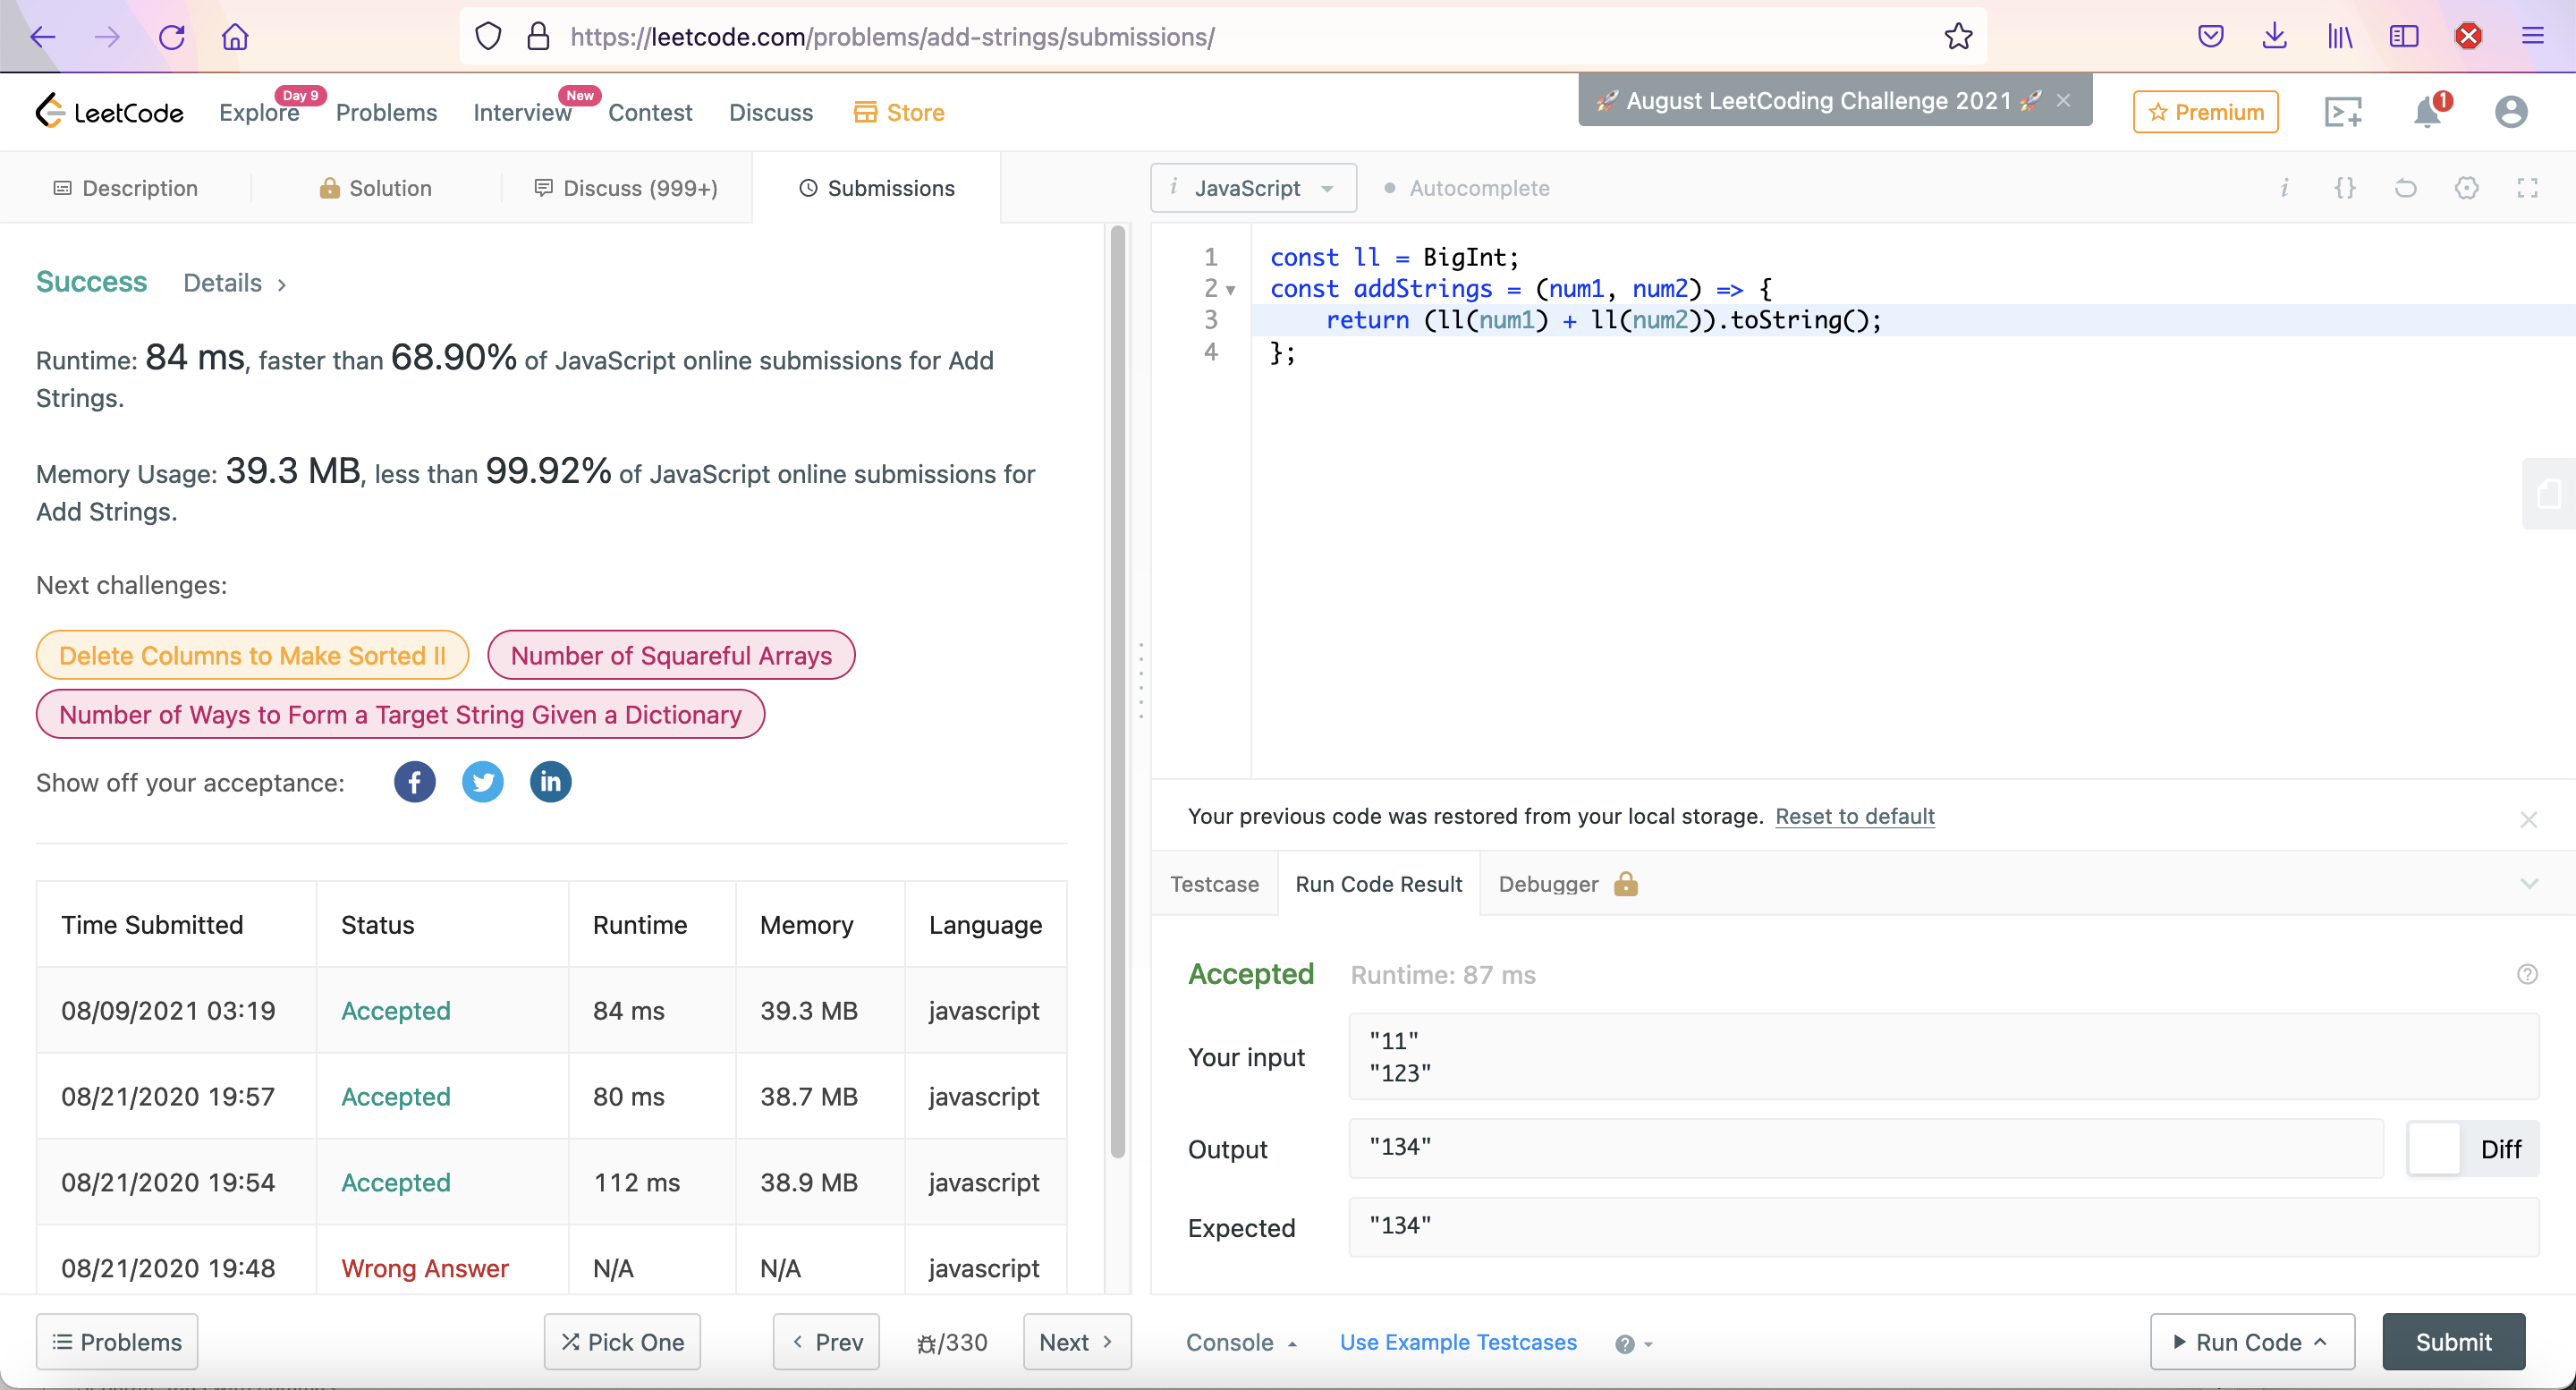 https://leetcode.com/problems/add-strings/submissions/
LeetCode
Explore
Day 9
Problems
Interview
New
Contest
Discuss
Store
🚀 August LeetCoding Challenge 2021 🚀 ×
Premium
1
Description
Solution
Discuss (999+)
Submissions
i JavaScript
Autocomplete
i {}
Success Details >
Runtime: 84 ms, faster than 68.90% of JavaScript online submissions for Add
Strings.
Memory Usage: 39.3 MB, less than 99.92% of JavaScript online submissions for
Add Strings.
Next challenges:
Delete Columns to Make Sorted II
Number of Squareful Arrays
Number of Ways to Form a Target String Given a Dictionary
Show off your acceptance: f in
Time Submitted Status Runtime Memory Language
08/09/2021 03:19 Accepted 84 ms 39.3 MB javascript
08/21/2020 19:57 Accepted 80 ms 38.7 MB javascript
08/21/2020 19:54 Accepted 112 ms 38.9 MB javascript
08/21/2020 19:48 Wrong Answer N/A N/A javascript
1 const ll = BigInt;
2 const addStrings = (num1, num2) => {
3 return (ll(num1) + ll(num2)).toString();
4 };
Your previous code was restored from your local storage. Reset to default
Testcase
Run Code Result
Debugger
Accepted Runtime: 87 ms
Your input
"11"
"123"
Output
"134"
Diff
Expected
"134"
Problems
Pick One
< Prev
/330
Next >
Console
Use Example Testcases
?
Run Code
Submit